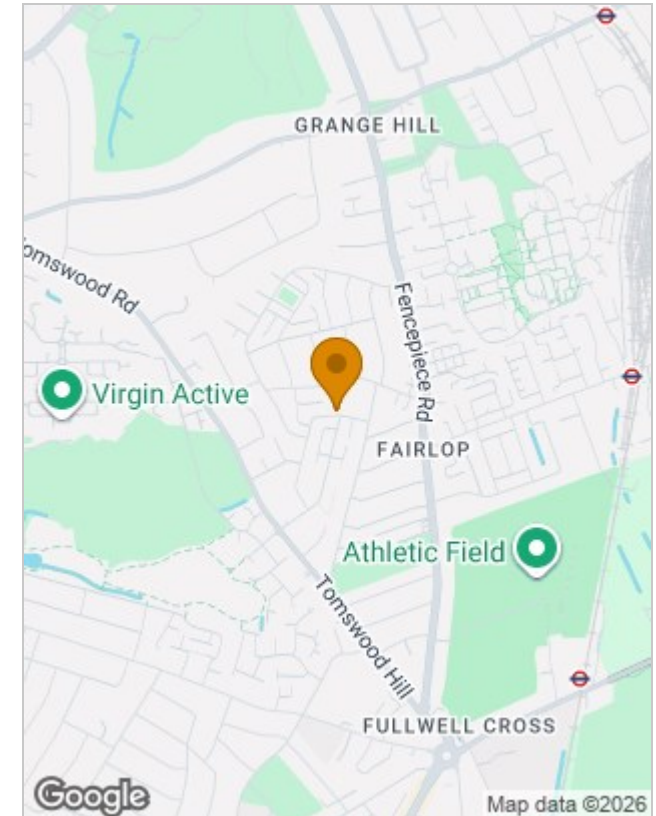 GRANGE HILL
omswood Rd
Fencepiece Rd
Virgin Active
FAIRLOP
Athletic Field
Tomswood Hill
FULLWELL CROSS
Google
Map data ©2026